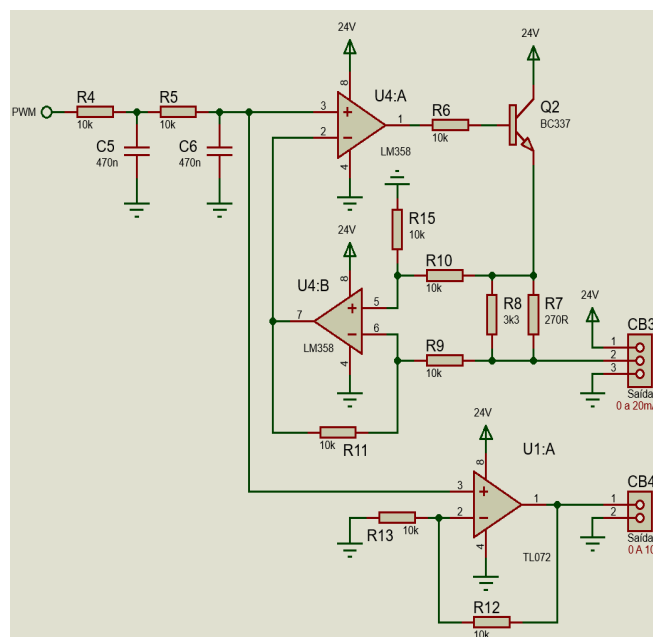 24V
24V
R4
R5
8
U4:A
PWM
3
1
R6
Q2
10k
10k
2
10k
BC337
C5
C6
LM358
470n
470n
4
R15
24V
10k
U4:B
8
R10
5
10k
R8
R7
24V
7
3k3
270R
CB3
6
R9
1
LM358
10k
2
4
3
Saída
0 a 20m
10k
R11
24V
U1:A
8
CB4
3
1
1
2
2
R13
10k
4
TL072
Saída
0 A 10
R12
10k